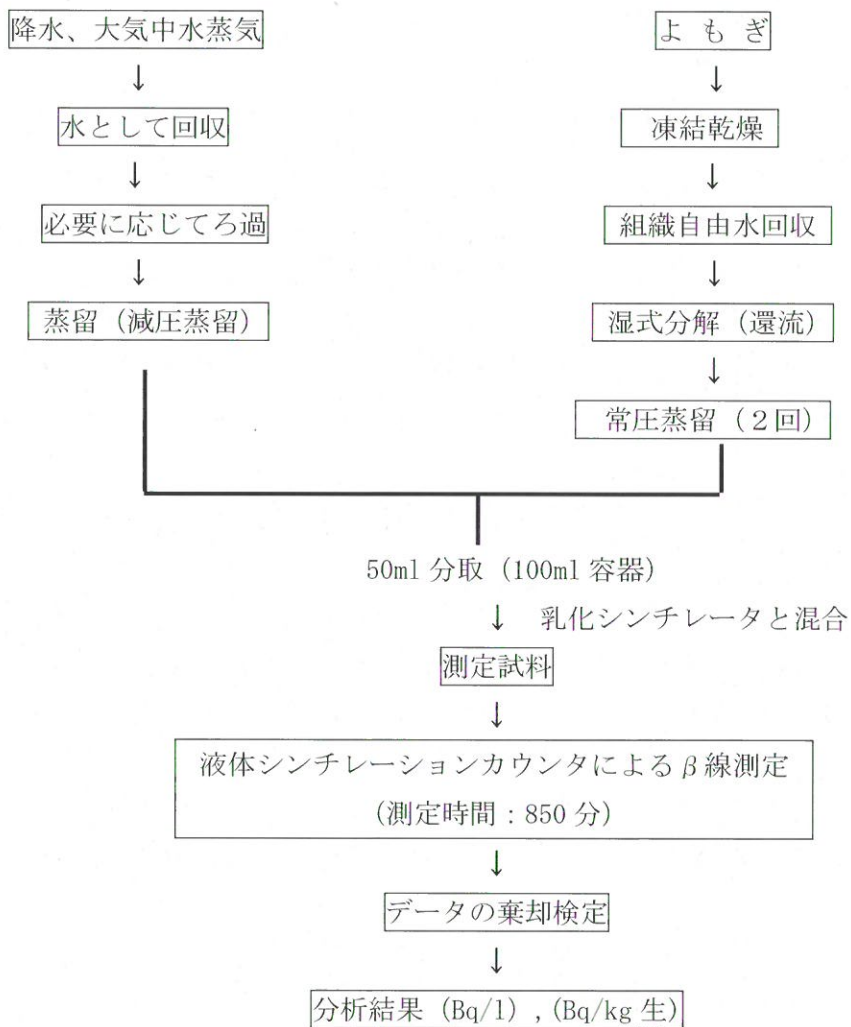 降水、大気中水蒸気
↓
水として回収
↓
必要に応じてろ過
↓
蒸留（減圧蒸留）
よ も ぎ
↓
凍結乾燥
↓
組織自由水回収
↓
湿式分解（還流）
↓
常圧蒸留（２回）
50ml 分取（100ml 容器）
↓ 乳化シンチレータと混合
測定試料
↓
液体シンチレーションカウンタによるβ線測定
（測定時間：850 分）
↓
データの棄却検定
↓
分析結果（Bq/l）,（Bq/kg 生）